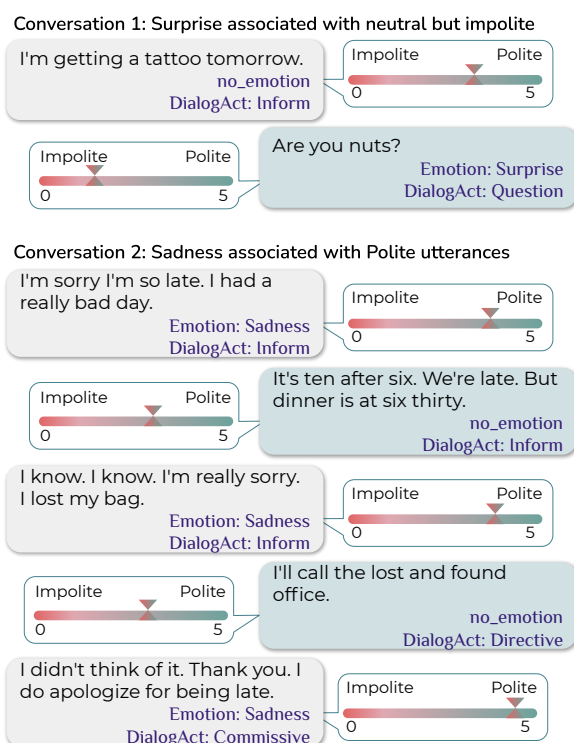 Conversation 1: Surprise associated with neutral but impolite
I'm getting a tattoo tomorrow.
no_emotion
DialogAct: Inform
Impolite Polite
0 5
Are you nuts?
Emotion: Surprise
DialogAct: Question
Impolite Polite
0 5
Conversation 2: Sadness associated with Polite utterances
I'm sorry I'm so late. I had a
really bad day.
Emotion: Sadness
DialogAct: Inform
Impolite Polite
0 5
It's ten after six. We're late. But
dinner is at six thirty.
no_emotion
DialogAct: Inform
Impolite Polite
0 5
I know. I know. I'm really sorry.
I lost my bag.
Emotion: Sadness
DialogAct: Inform
Impolite Polite
0 5
I'll call the lost and found
office.
no_emotion
DialogAct: Directive
Impolite Polite
0 5
I didn't think of it. Thank you. I
do apologize for being late.
Emotion: Sadness
DialogAct: Commissive
Impolite Polite
0 5